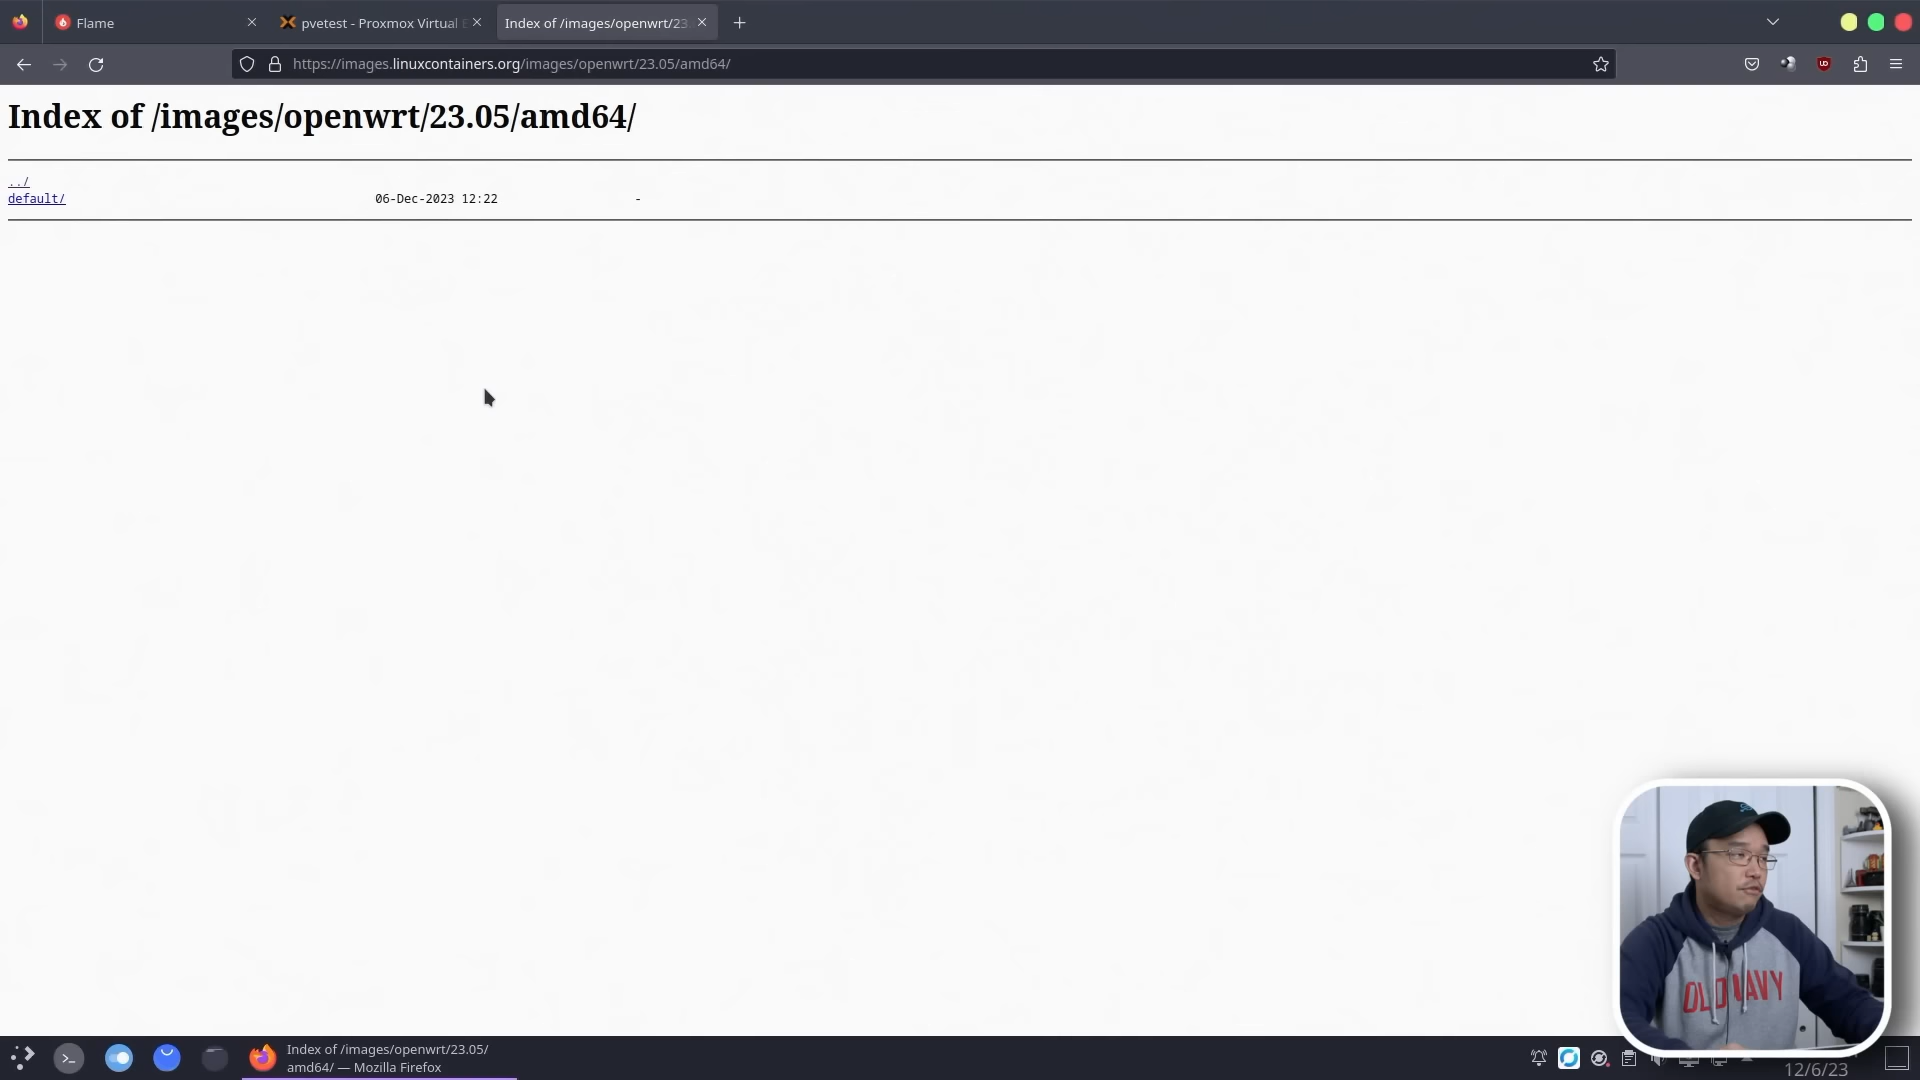 Flame
pvetest - Proxmox Virtual E
Index of /images/openwrt/23
https://images.linuxcontainers.org/images/openwrt/23.05/amd64/
Index of /images/openwrt/23.05/amd64/
../
default/ 06-Dec-2023 12:22 -
OLD NAVY
Index of /images/openwrt/23.05/
amd64/ — Mozilla Firefox
12/6/23